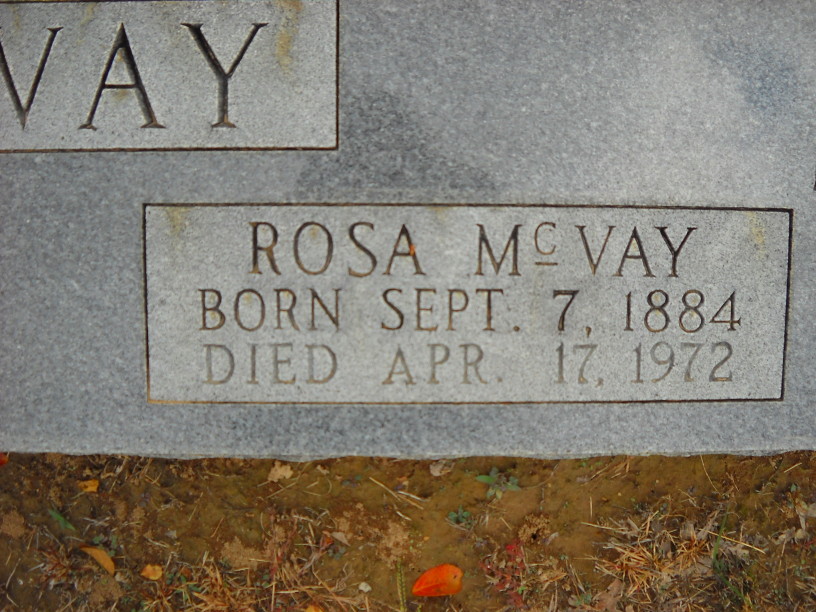 VAY
ROSA McVAY
BORN SEPT. 7, 1884
DIED APR. 17, 1972